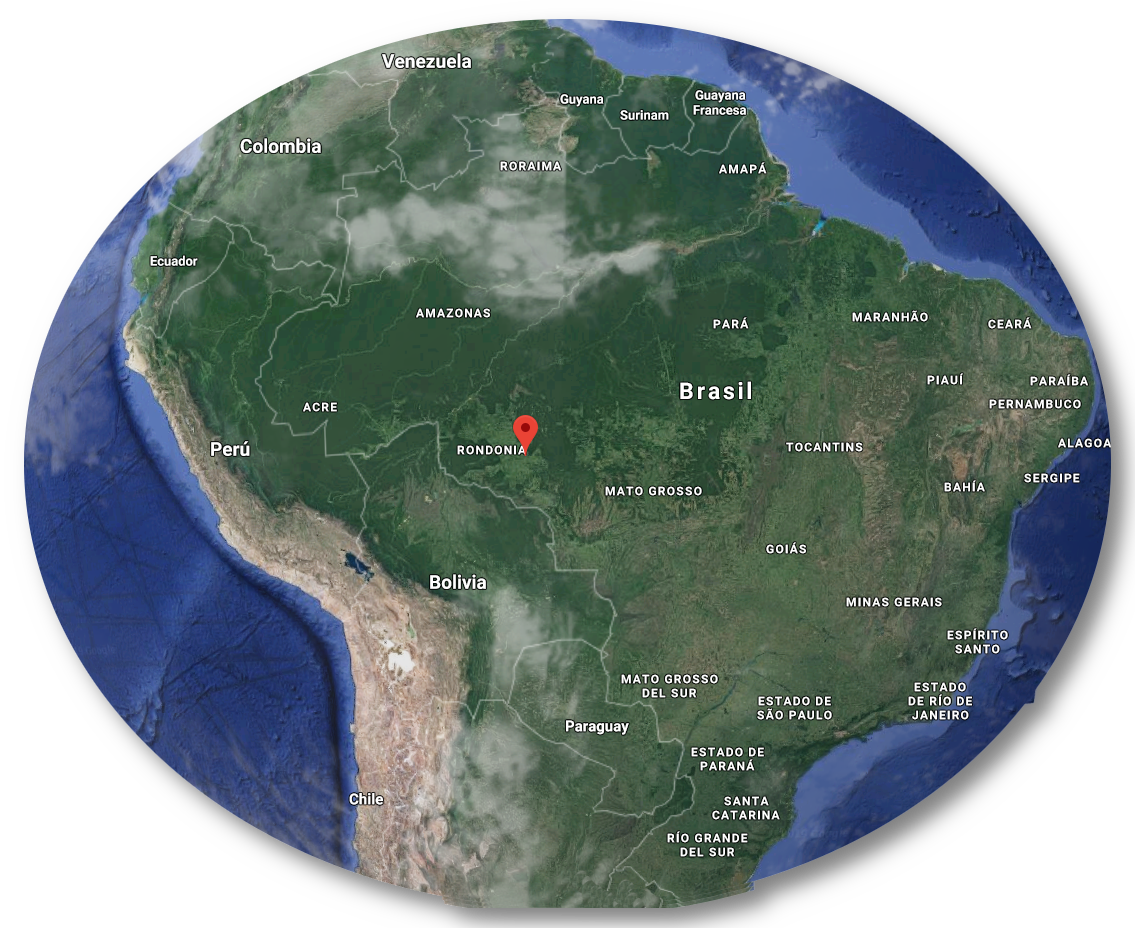 Venezuela
Guyana
Surinam
Guayana
Francesa
Colombia
RORAIMA
AMAPÁ
Ecuador
AMAZONAS
PARÁ
MARANHÃO
CEARÁ
Brasil
PIAUÍ
PARAÍBA
PERNAMBUCO
ACRE
Perú
RONDONIA
TOCANTINS
ALAGOA
MATO GROSSO
BAHÍA
SERGIPE
GOIÁS
Bolivia
MINAS GERAIS
ESPÍRITO
SANTO
MATO GROSSO
DEL SUR
ESTADO DE
SÃO PAULO
ESTADO
DE RÍO DE
JANEIRO
Paraguay
ESTADO DE
PARANÁ
Chile
SANTA
CATARINA
RÍO GRANDE
DEL SUR